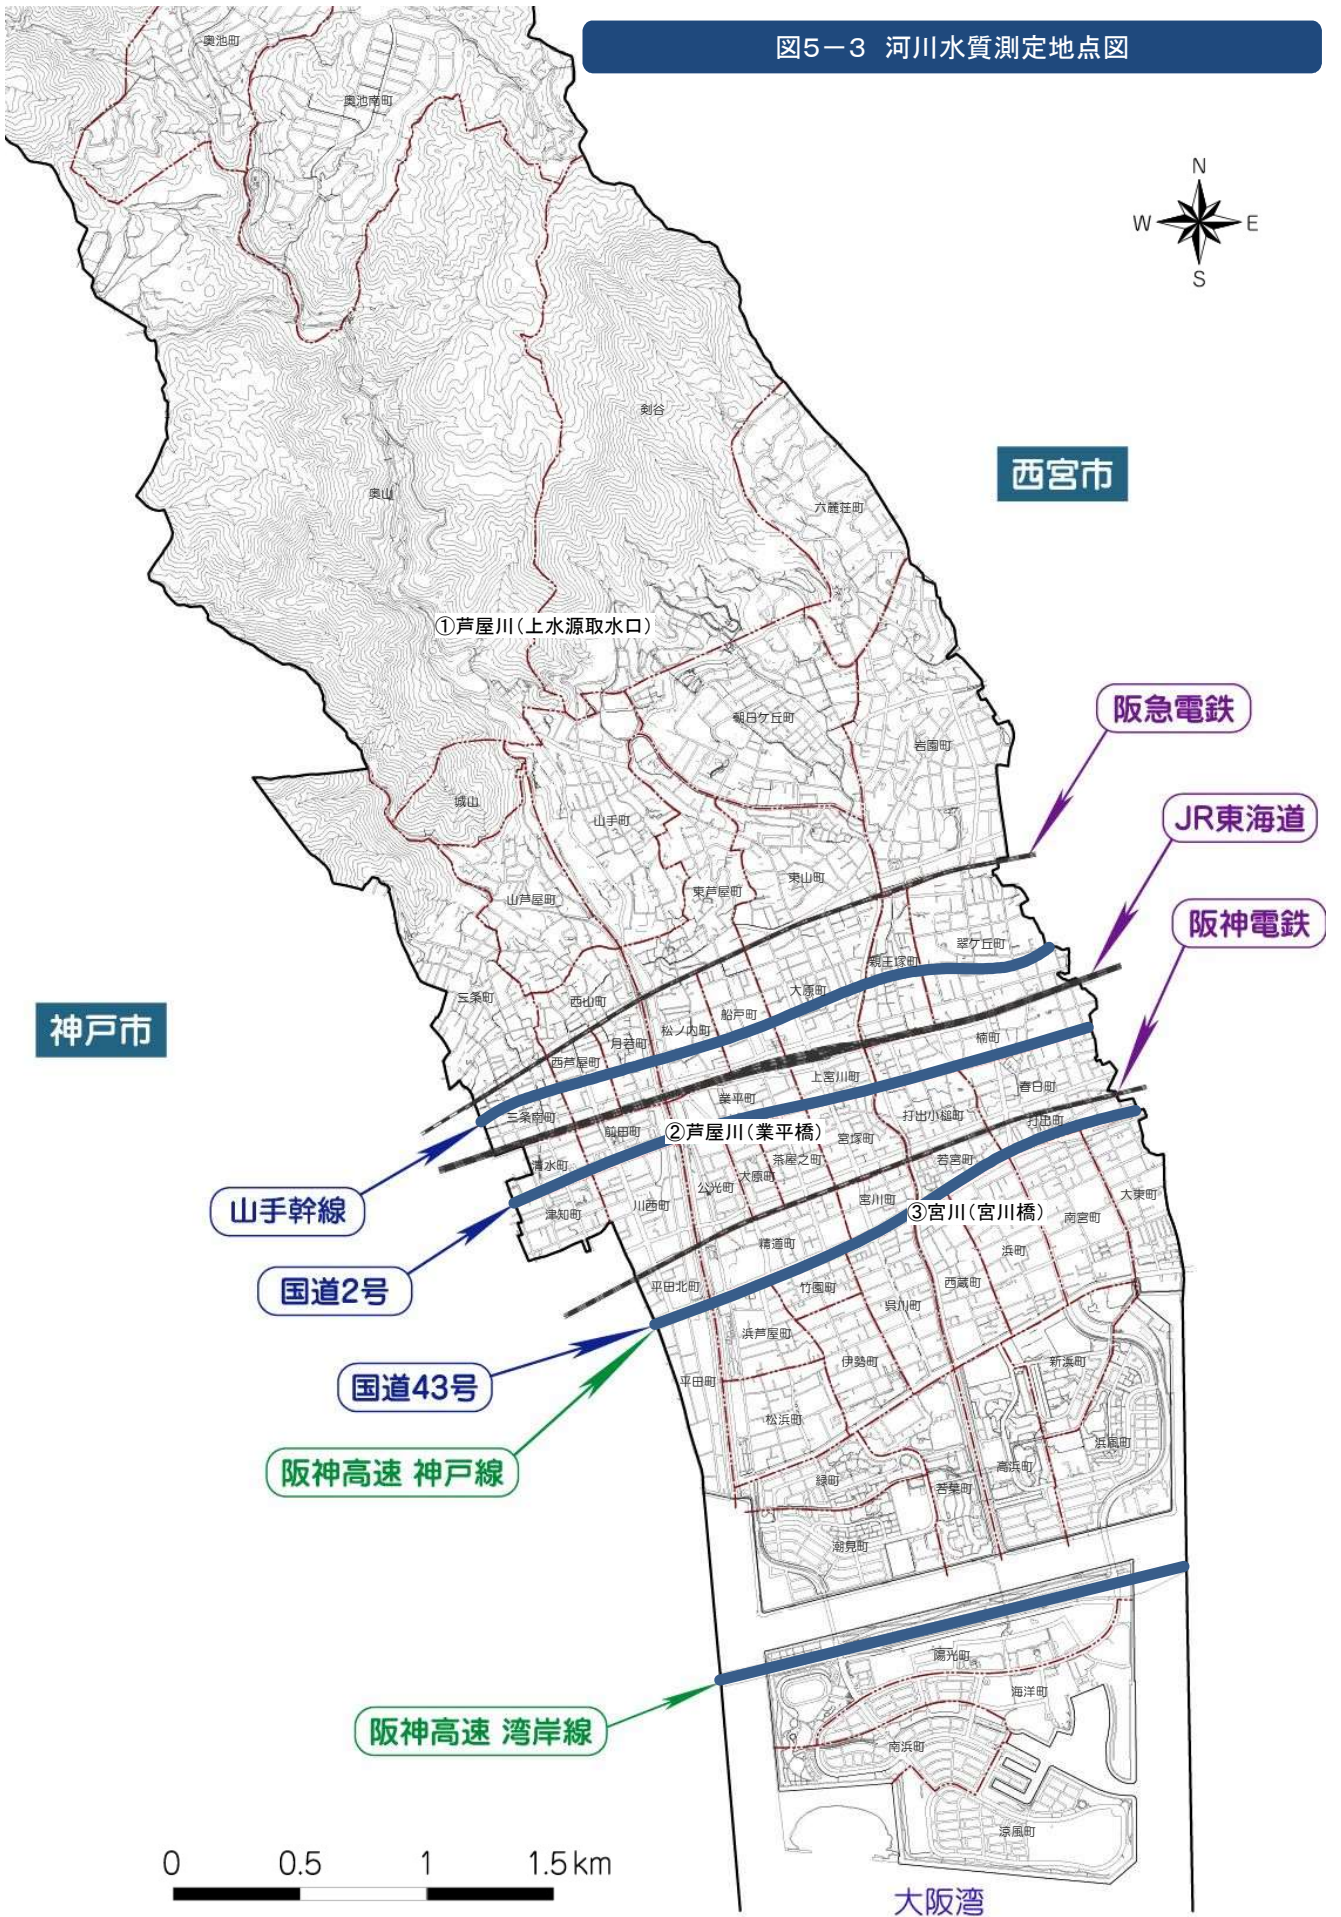 図5－3 河川水質測定地点図
奥池町
奥池南町
N
W E
S
剣谷
西宮市
奥山
六麓荘町
①芦屋川（上水源取水口）
阪急電鉄
朝日ケ丘町
岩園町
JR東海道
城山
山手町
東山町
東芦屋町
山芦屋町
阪神電鉄
翠ケ丘町
親王塚町
大原町
三条町
西山町
船戸町
松ノ内町
神戸市
月若町
楠町
西芦屋町
上宮川町
春日町
業平町
三条南町
打出小槌町
打出町
前田町
②芦屋川（業平橋）
宮塚町
清水町
茶屋之町
若宮町
大原町
公光町
大東町
山手幹線
川西町
宮川町
津知町
③宮川（宮川橋）
南宮町
精道町
浜町
国道2号
平田北町
竹園町
西蔵町
呉川町
浜芦屋町
伊勢町
新浜町
国道43号
平田町
松浜町
浜風町
阪神高速 神戸線
高浜町
緑町
若葉町
潮見町
陽光町
海洋町
阪神高速 湾岸線
南浜町
涼風町
0 0.5 1 1.5km
大阪湾